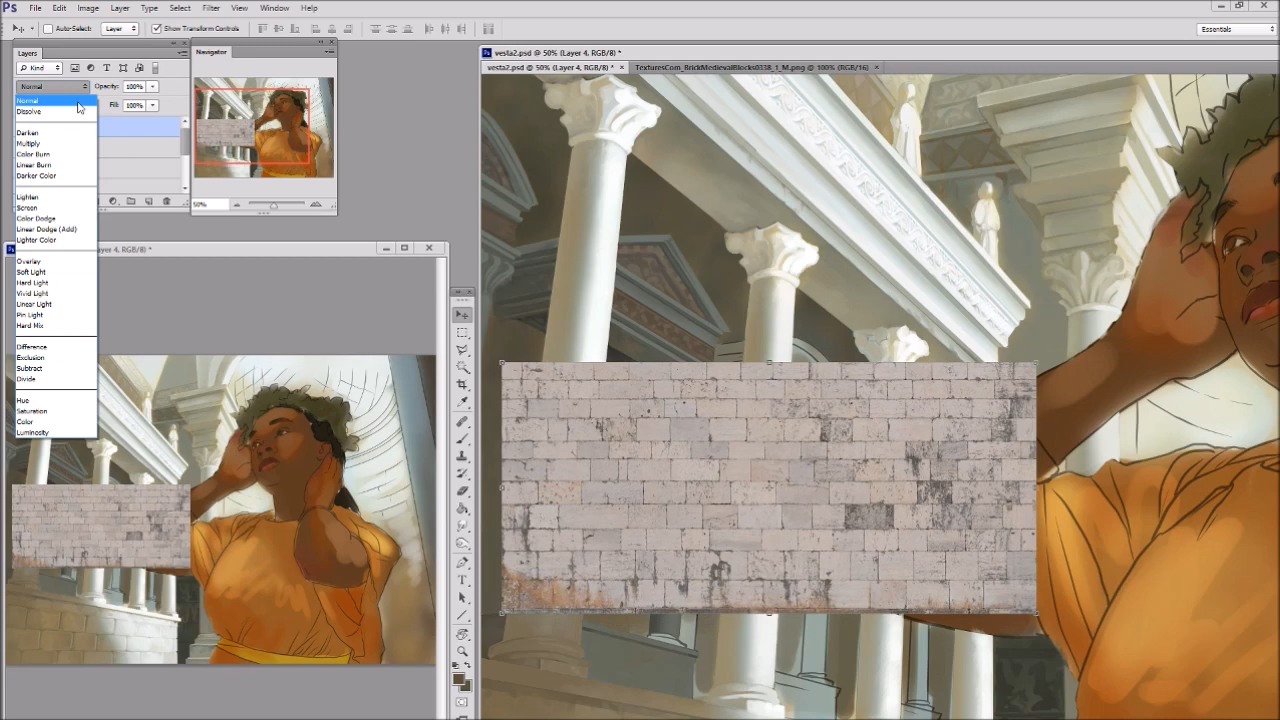 Ps File Edit Image Layer Type Select Filter View Window Help
Auto-Select: Layer Show Transform Controls Essentials
Layers
Kind
Normal Opacity: 100%
Fill: 100%
Normal
Dissolve
Darken
Multiply
Color Burn
Linear Burn
Darker Color
Lighten
Screen
Color Dodge
Linear Dodge (Add)
Lighter Color
Overlay
Soft Light
Hard Light
Vivid Light
Linear Light
Pin Light
Hard Mix
Difference
Exclusion
Subtract
Divide
Hue
Saturation
Color
Luminosity
Navigator
50%
ayer 4, RGB/8) *
vesta2.psd @ 50% (Layer 4, RGB/8) *
vesta2.psd @ 50% (Layer 4, RGB/8) * × TexturesCom_BrickMedievalBlocks0338_1_M.png @ 100% (RGB/16) ×